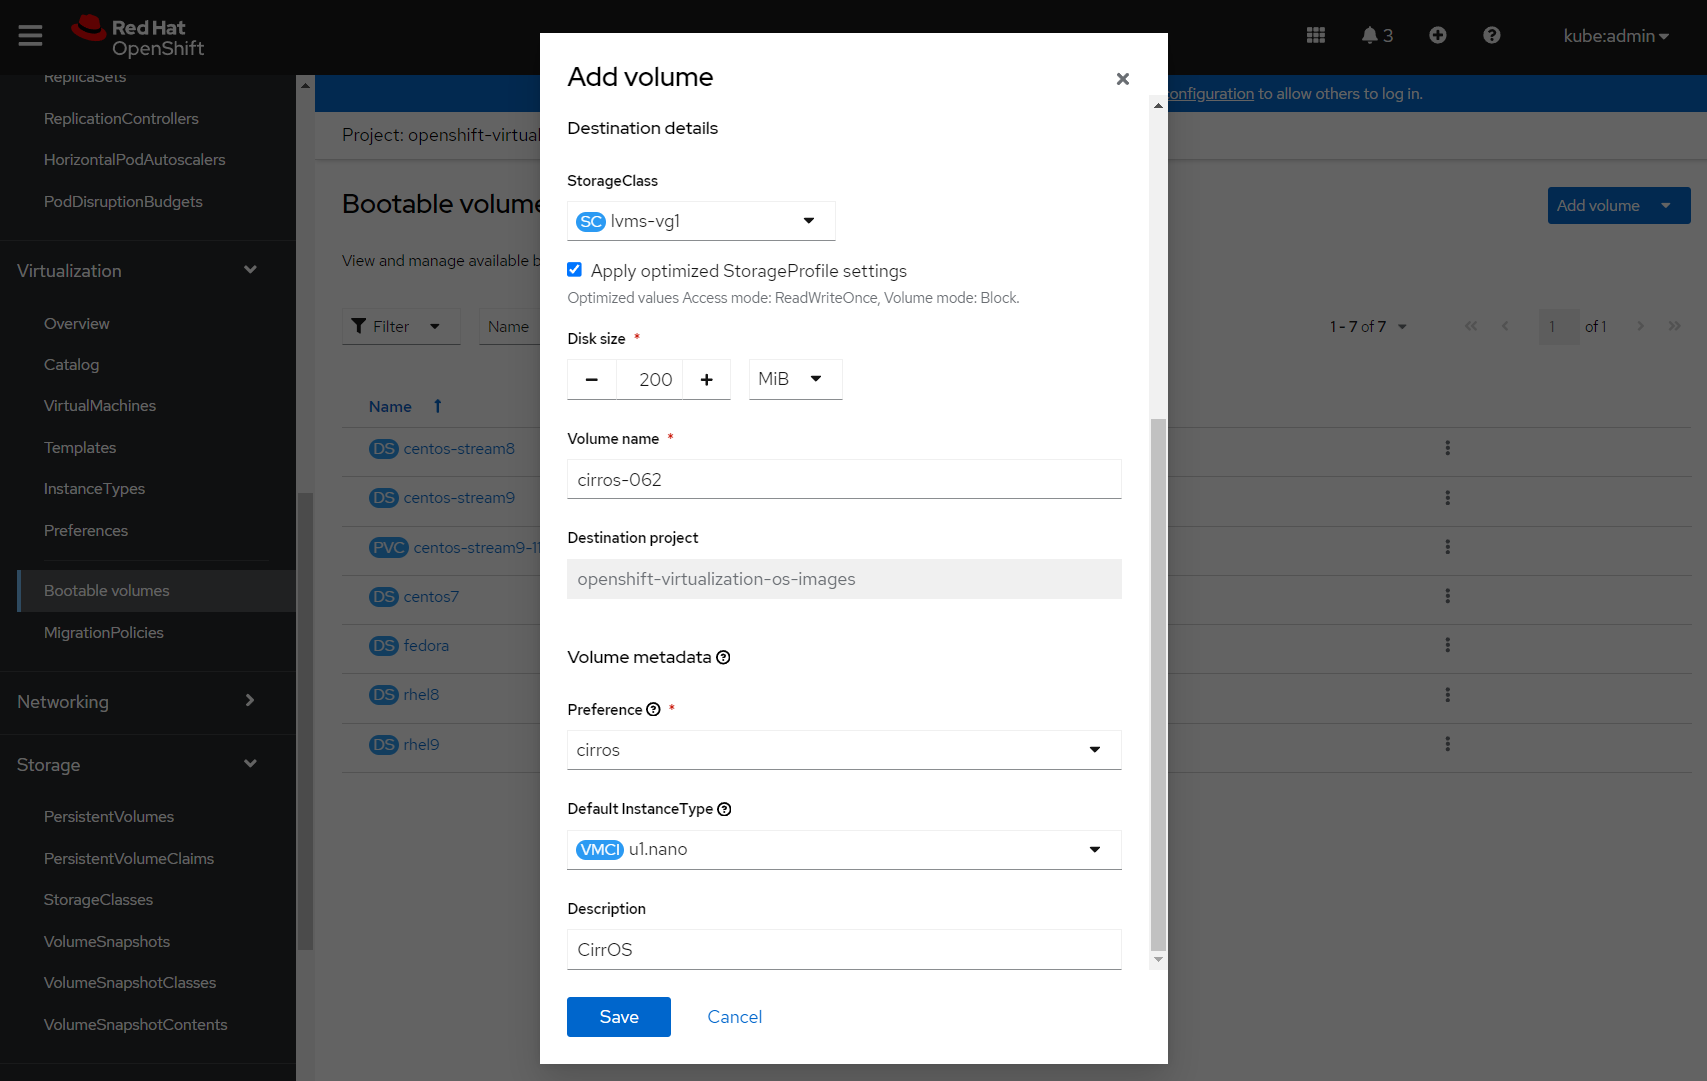 Red Hat
OpenShift
3
kube:admin
ReplicaSets
ReplicationControllers
HorizontalPodAutoscalers
PodDisruptionBudgets
Virtualization
Overview
Catalog
VirtualMachines
Templates
InstanceTypes
Preferences
Bootable volumes
MigrationPolicies
Networking
Storage
PersistentVolumes
PersistentVolumeClaims
StorageClasses
VolumeSnapshots
VolumeSnapshotClasses
VolumeSnapshotContents
onfiguration to allow others to log in.
Project: openshift-virtual
Bootable volume
Add volume
View and manage available b
Filter
Name
1 - 7 of 7
1 of 1
Name
DS centos-stream8
DS centos-stream9
PVC centos-stream9-11
DS centos7
DS fedora
DS rhel8
DS rhel9
Add volume
Destination details
StorageClass
SC lvms-vg1
Apply optimized StorageProfile settings
Optimized values Access mode: ReadWriteOnce, Volume mode: Block.
Disk size *
200 MiB
Volume name *
cirros-062
Destination project
openshift-virtualization-os-images
Volume metadata
Preference *
cirros
Default InstanceType
VMCI u1.nano
Description
CirrOS
Save Cancel